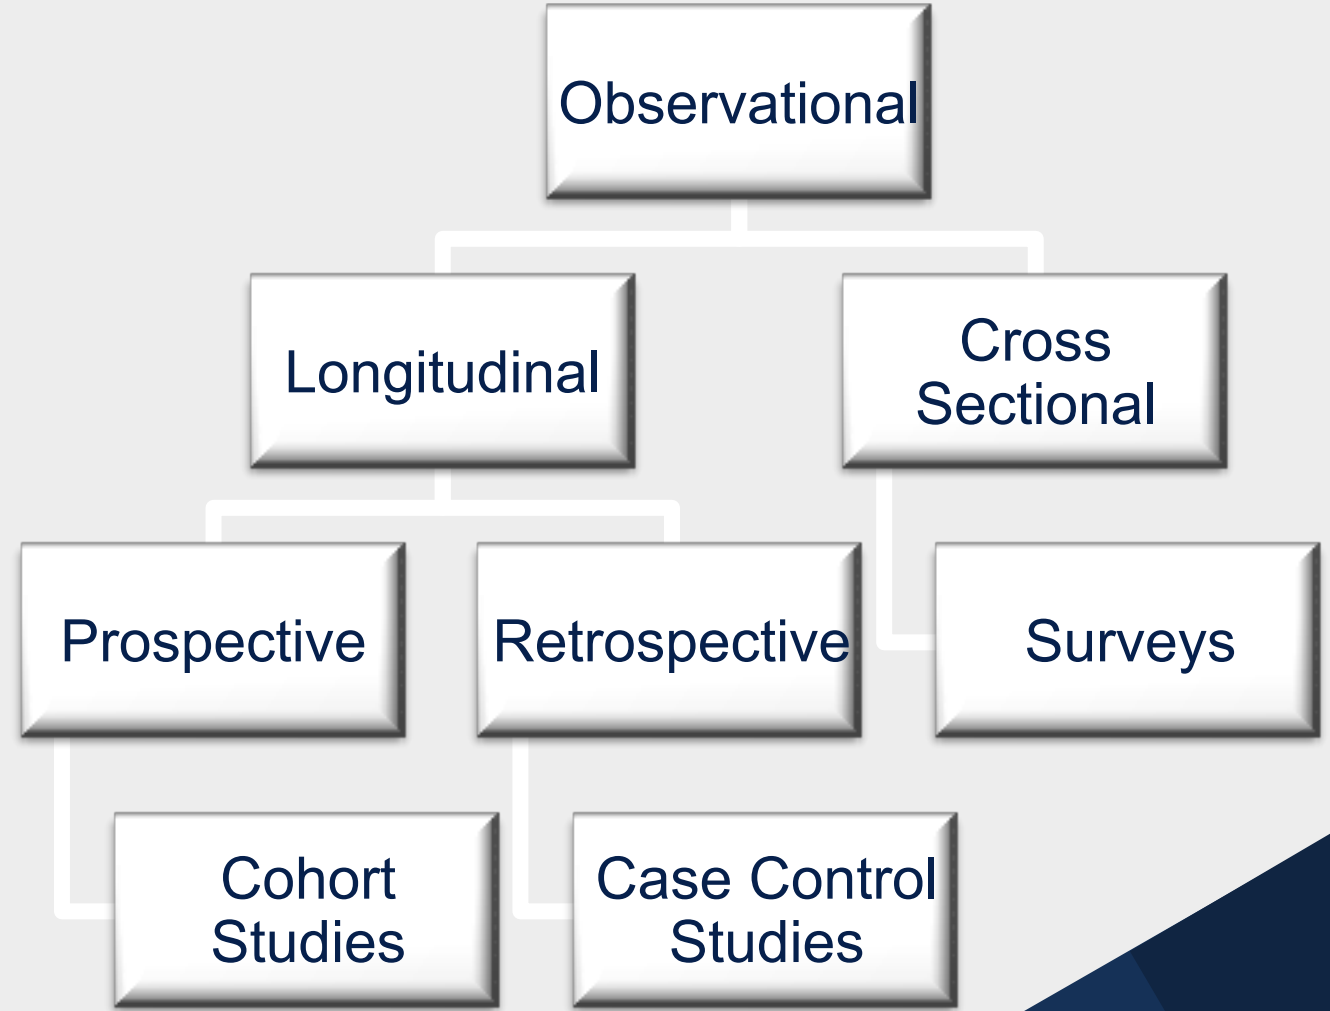 Observational
Longitudinal
Cross
Sectional
Prospective
Retrospective
Surveys
Cohort
Studies
Case Control
Studies